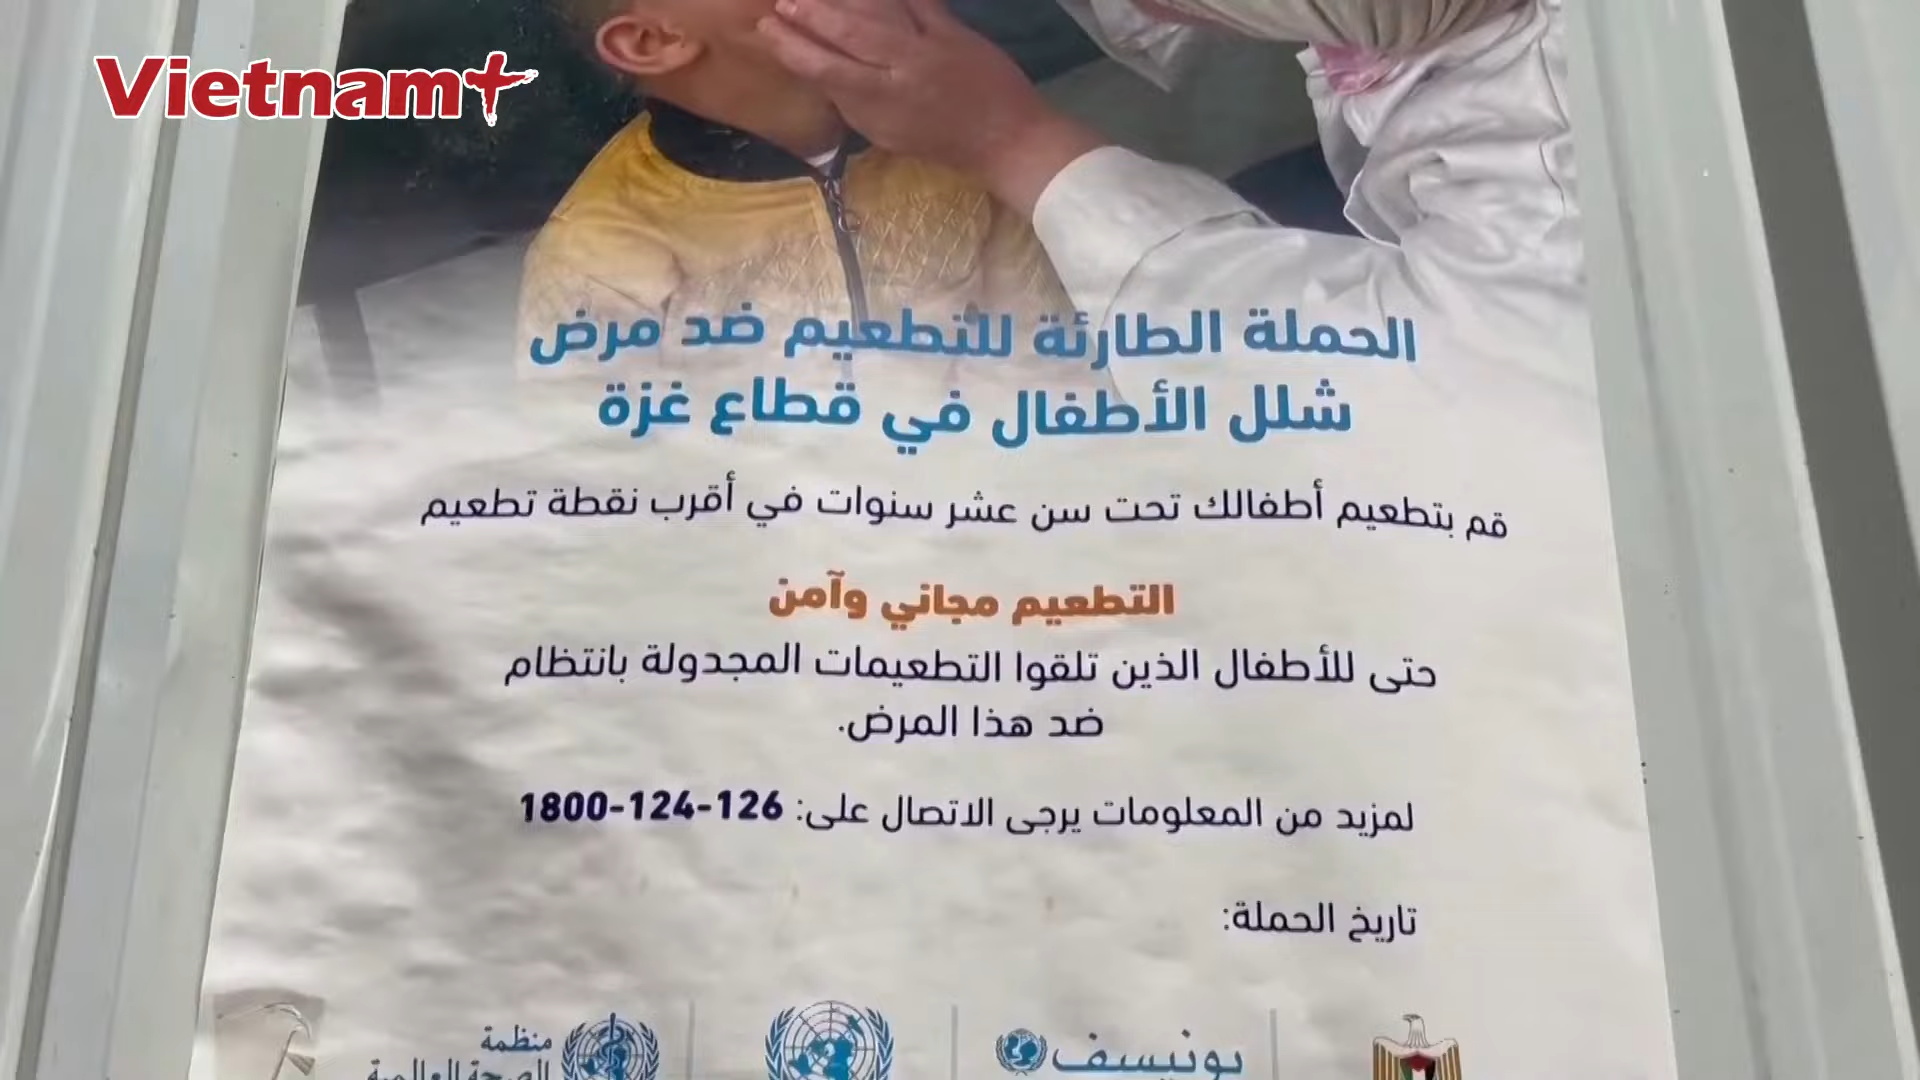 Vietnam+
الحملة الطارئة للتطعيم ضد مرض
شلل الأطفال في قطاع غزة
قم بتطعيم أطفالك تحت سن عشر سنوات في أقرب نقطة تطعيم
التطعيم مجاني وآمن
حتى للأطفال الذين تلقوا التطعيمات المجدولة بانتظام
ضد هذا المرض.
لمزيد من المعلومات يرجى الاتصال على: 1800-124-126
تاريخ الحملة:
يونيسف
منظمة
الصحة العالمية